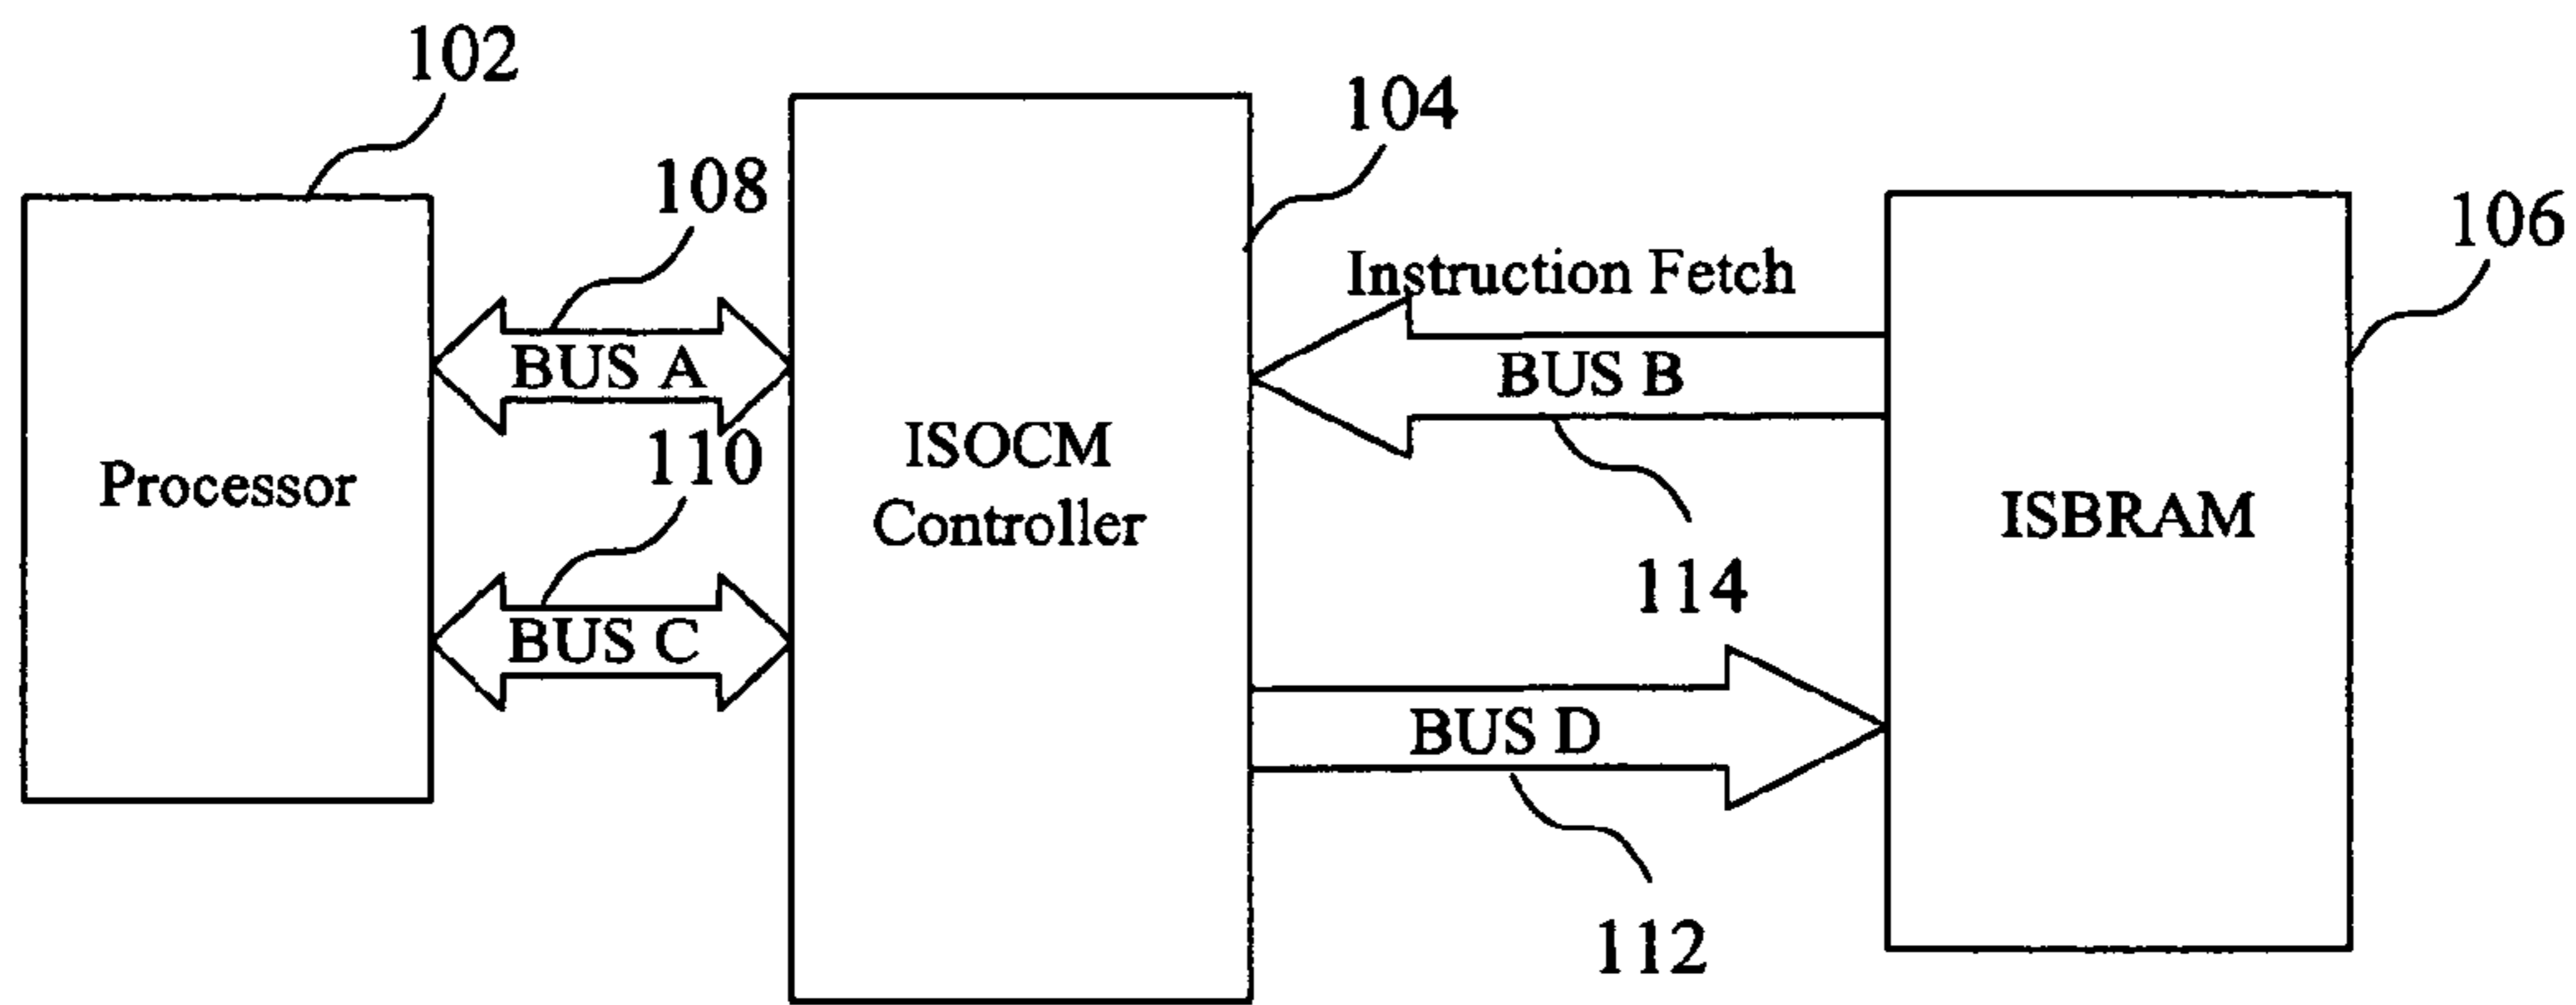 102
108
104
106
Instruction Fetch
BUS A
BUS B
110
ISOCM
Controller
Processor
ISBRAM
114
BUS C
BUS D
112